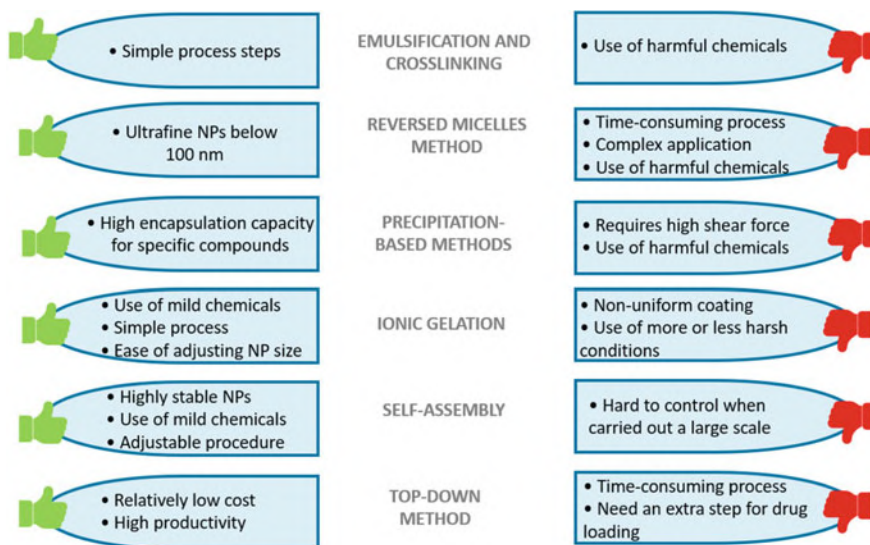 • Simple process steps
EMULSIFICATION AND
CROSSLINKING
• Use of harmful chemicals
• Ultrafine NPs below
100 nm
REVERSED MICELLES
METHOD
• Time-consuming process
• Complex application
• Use of harmful chemicals
• High encapsulation capacity
for specific compounds
PRECIPITATION-
BASED METHODS
• Requires high shear force
• Use of harmful chemicals
• Use of mild chemicals
• Simple process
• Ease of adjusting NP size
IONIC GELATION
• Non-uniform coating
• Use of more or less harsh
conditions
• Highly stable NPs
• Use of mild chemicals
• Adjustable procedure
SELF-ASSEMBLY
• Hard to control when
carried out a large scale
• Relatively low cost
• High productivity
TOP-DOWN
METHOD
• Time-consuming process
• Need an extra step for drug
loading